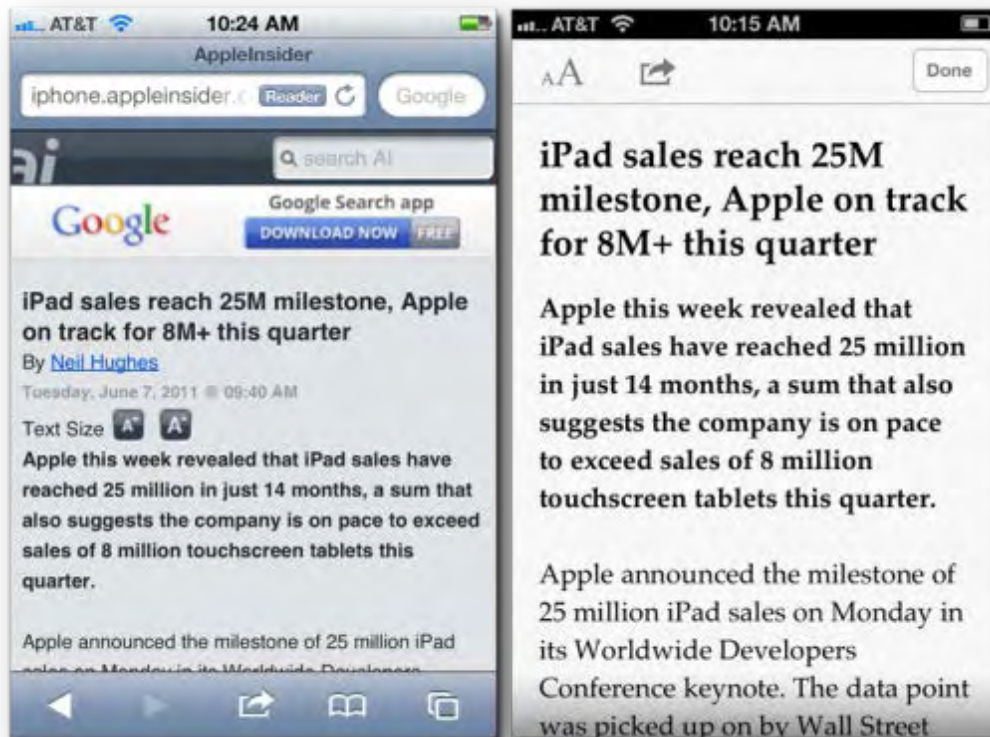 AT&T 10:24 AM
AppleInsider
iphone.appleinsider.c Reader Google
ai search AI
Google Google Search app
DOWNLOAD NOW FREE
iPad sales reach 25M milestone, Apple
on track for 8M+ this quarter
By Neil Hughes
Tuesday, June 7, 2011 @ 09:40 AM
Text Size A- A+
Apple this week revealed that iPad sales have
reached 25 million in just 14 months, a sum that
also suggests the company is on pace to exceed
sales of 8 million touchscreen tablets this
quarter.
Apple announced the milestone of 25 million iPad
sales on Monday in its Worldwide Developers
AT&T 10:15 AM
AA Done
iPad sales reach 25M
milestone, Apple on track
for 8M+ this quarter
Apple this week revealed that
iPad sales have reached 25 million
in just 14 months, a sum that also
suggests the company is on pace
to exceed sales of 8 million
touchscreen tablets this quarter.
Apple announced the milestone of
25 million iPad sales on Monday in
its Worldwide Developers
Conference keynote. The data point
was picked up on by Wall Street